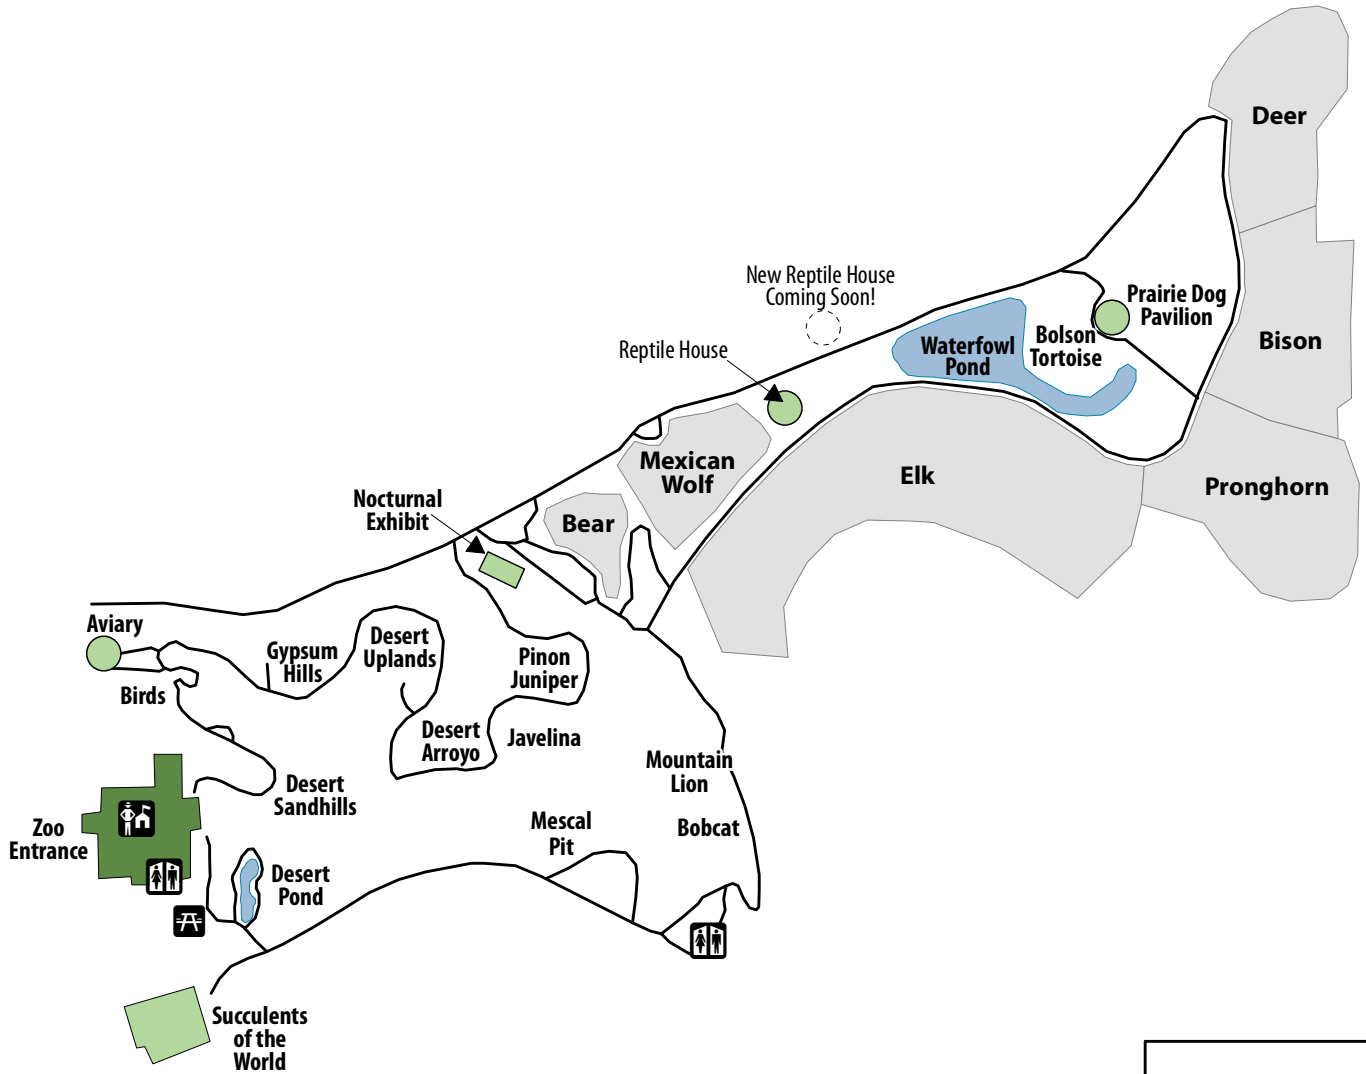 Deer
New Reptile House
Coming Soon!
Prairie Dog
Pavilion
Bolson
Tortoise
Waterfowl
Pond
Bison
Reptile House
Mexican
Wolf
Elk
Pronghorn
Nocturnal
Exhibit
Bear
Aviary
Birds
Gypsum
Hills
Desert
Uplands
Pinon
Juniper
Desert
Arroyo
Javelina
Mountain
Lion
Desert
Sandhills
Zoo
Entrance
Mescal
Pit
Bobcat
Desert
Pond
Succulents
of the
World